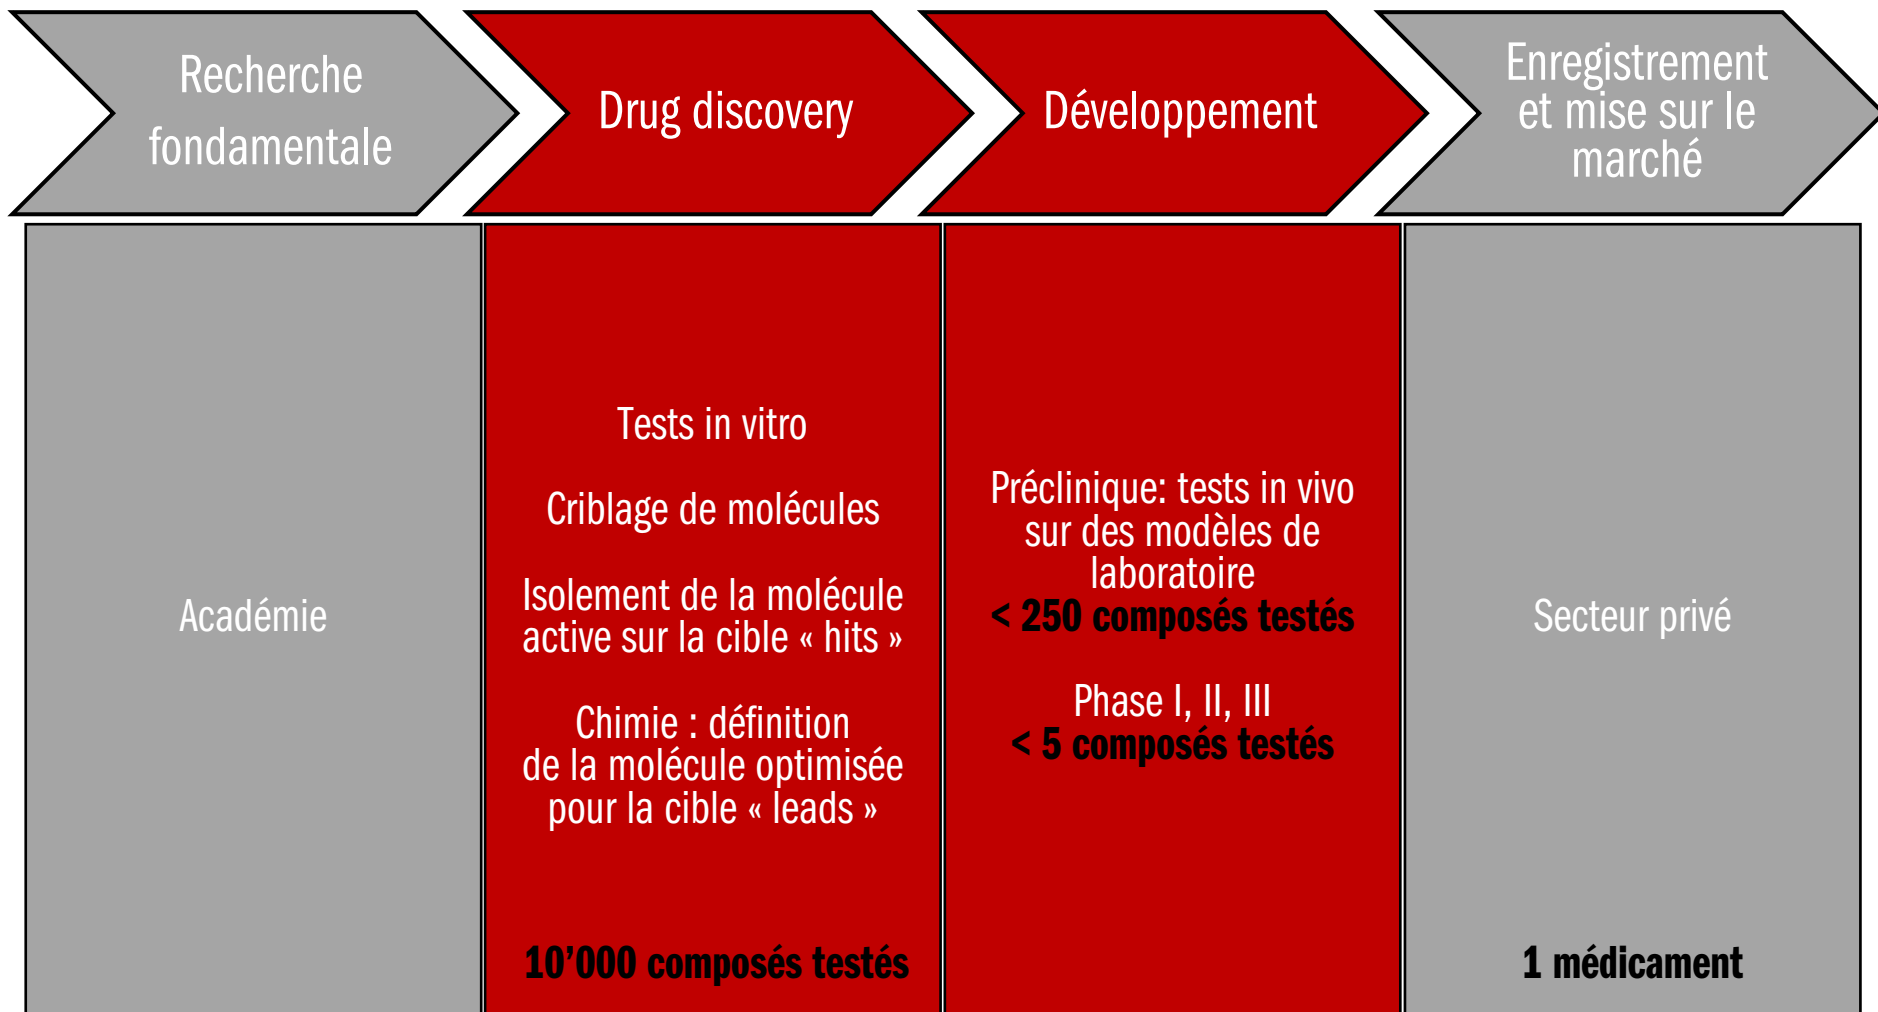 Recherche
fondamentale
Drug discovery
Développement
Enregistrement
et mise sur le
marché
Académie
Tests in vitro
Criblage de molécules
Isolement de la molécule
active sur la cible « hits »
Chimie : définition
de la molécule optimisée
pour la cible « leads »
10’000 composés testés
Préclinique: tests in vivo
sur des modèles de
laboratoire
< 250 composés testés
Phase I, II, III
< 5 composés testés
Secteur privé
1 médicament